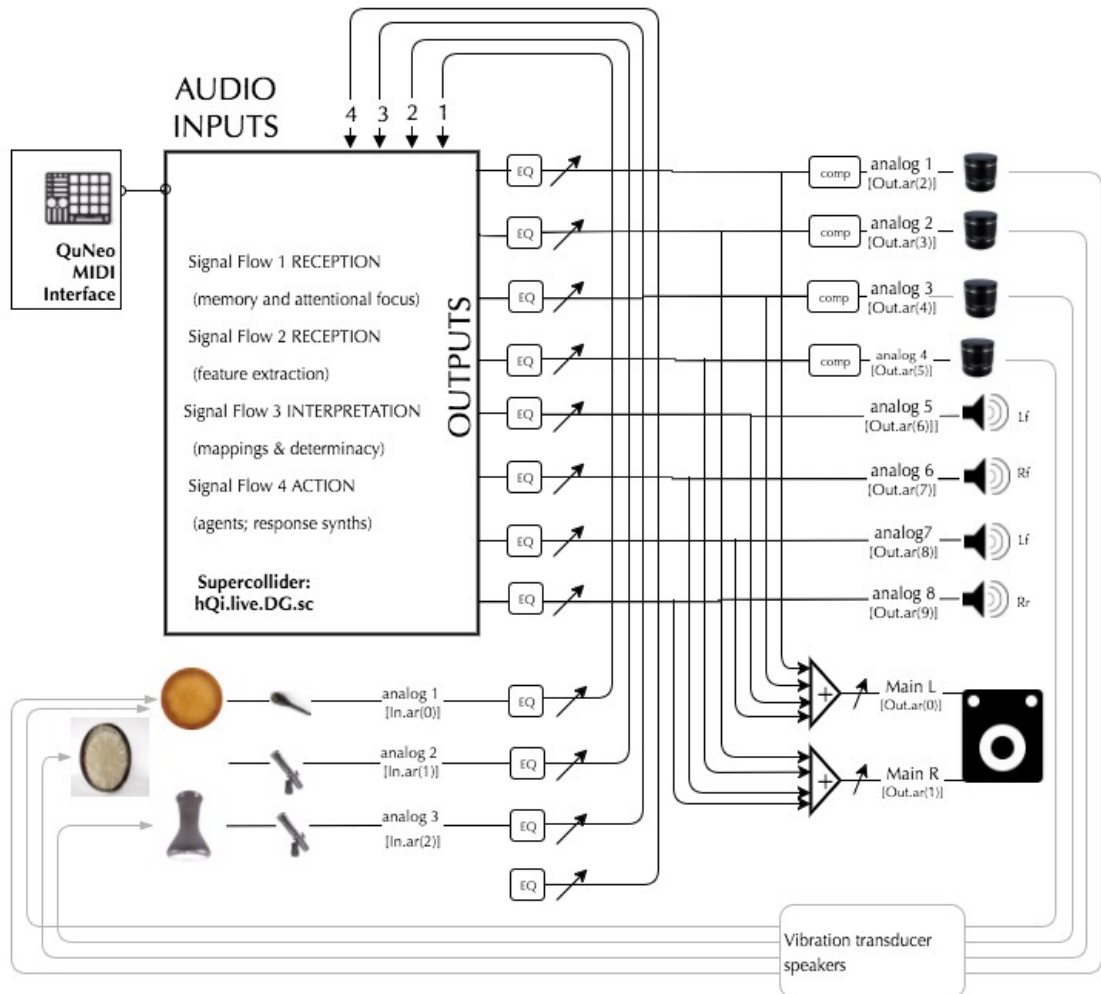 AUDIO
INPUTS
4
3
2
1
QuNeo
MIDI
Interface
Signal Flow 1 RECEPTION
(memory and attentional focus)
Signal Flow 2 RECEPTION
(feature extraction)
Signal Flow 3 INTERPRETATION
(mappings & determinacy)
Signal Flow 4 ACTION
(agents; response synths)
Supercollider:
hQi.live.DG.sc
OUTPUTS
EQ
comp
analog 1
[Out.ar(2)]
EQ
comp
analog 2
[Out.ar(3)]
EQ
comp
analog 3
[Out.ar(4)]
EQ
comp
analog 4
[Out.ar(5)]
EQ
analog 5
[Out.ar(6)]]
Lf
EQ
analog 6
[Out.ar(7)]
Rf
EQ
analog7
[Out.ar(8)]
Lf
EQ
analog 8
[Out.ar(9)]
Rr
analog 1
[In.ar(0)]
EQ
+
Main L
[Out.ar(0)]
analog 2
[In.ar(1)]
EQ
+
Main R
[Out.ar(1)]
analog 3
[In.ar(2)]
EQ
EQ
Vibration transducer
speakers